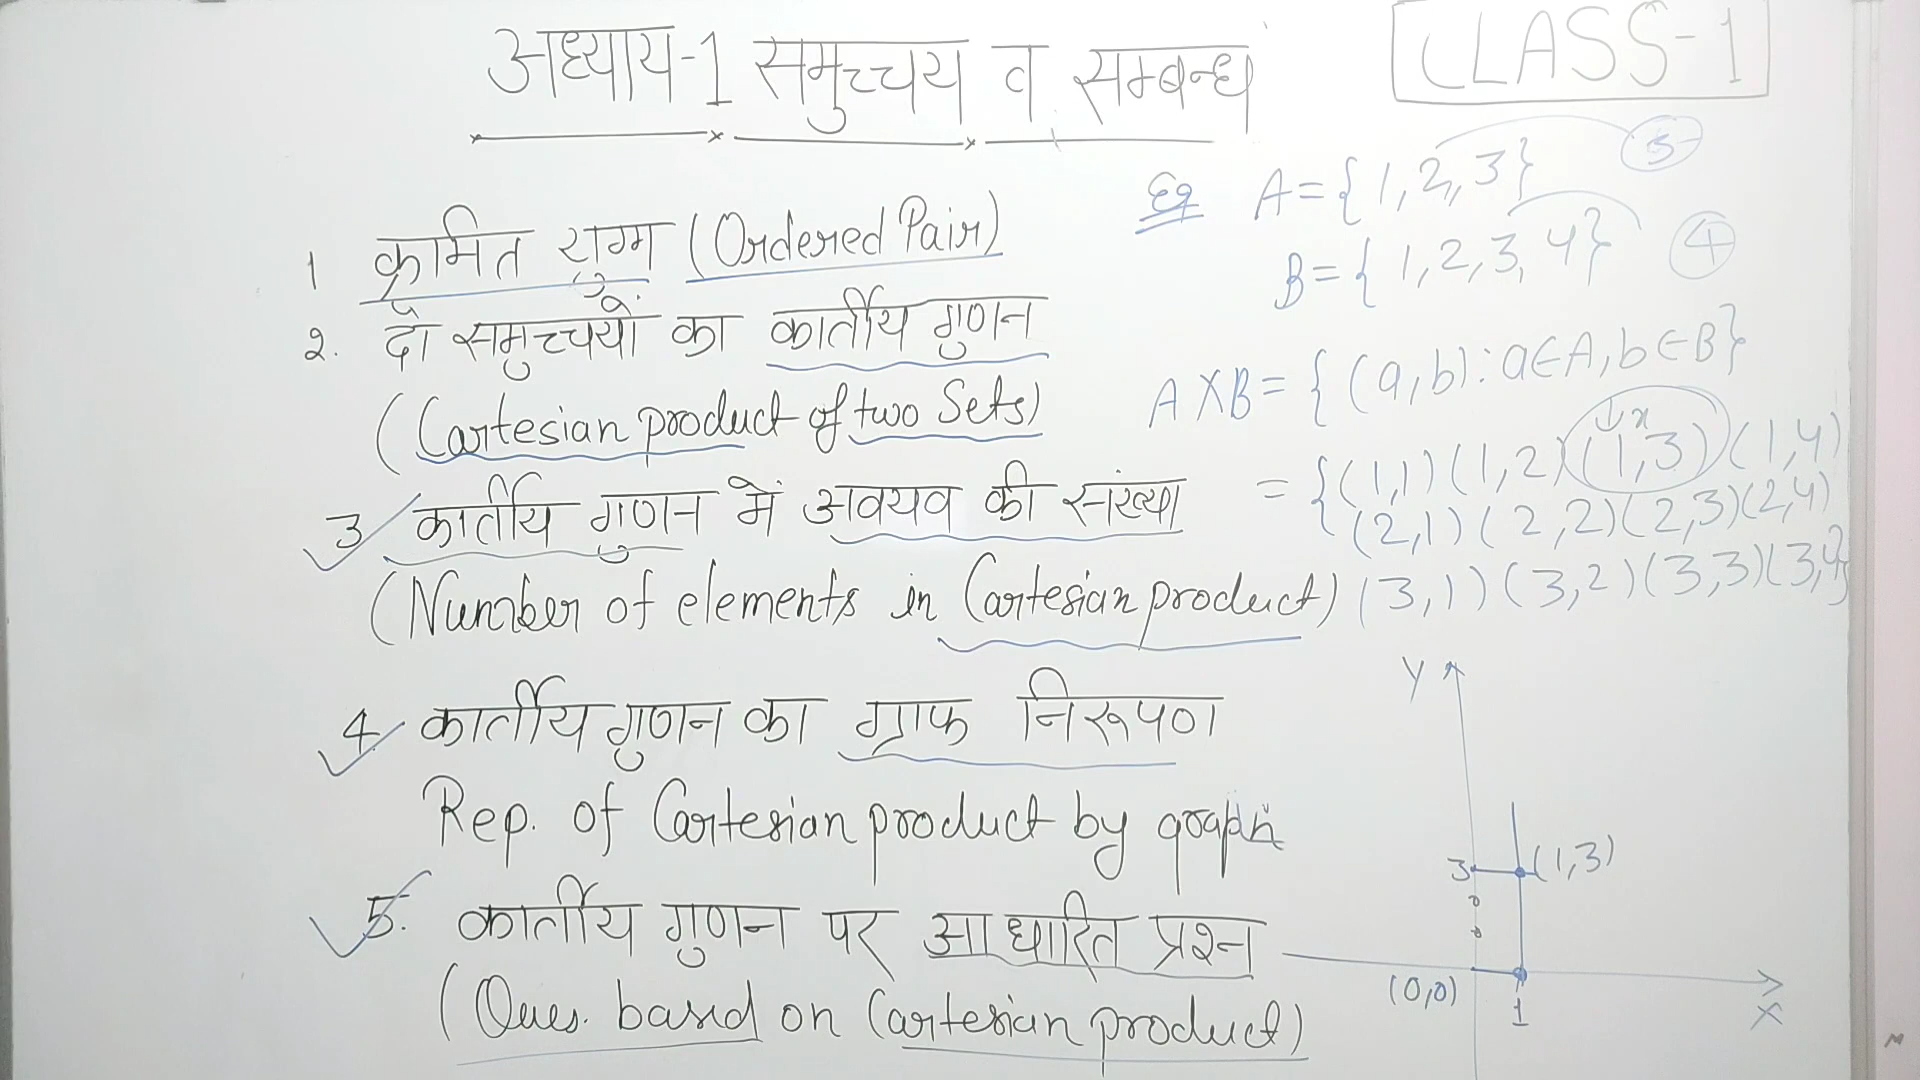 अध्याय-1 समुच्चय व सम्बन्ध
CLASS-1
1 क्रमित युग्म (Ordered Pair)
२. दो समुच्चयों का कार्तीय गुणन
(Cartesian product of two Sets)
3 कार्तीय गुणन में अवयव की संख्या
(Number of elements in Cartesian product)
4 कार्तीय गुणन का ग्राफ निरूपण
Rep. of Cartesian product by graph
5. कार्तीय गुणन पर आधारित प्रश्न
(Ques. based on Cartesian product)
Eg A={1,2,3}
B={1,2,3,4} 4
A×B={(a,b):a∈A,b∈B}
x
={(1,1)(1,2)(1,3)(1,4)
(2,1)(2,2)(2,3)(2,4)
(3,1)(3,2)(3,3)(3,4)}
Y
3 (1,3)
(0,0) 1 X